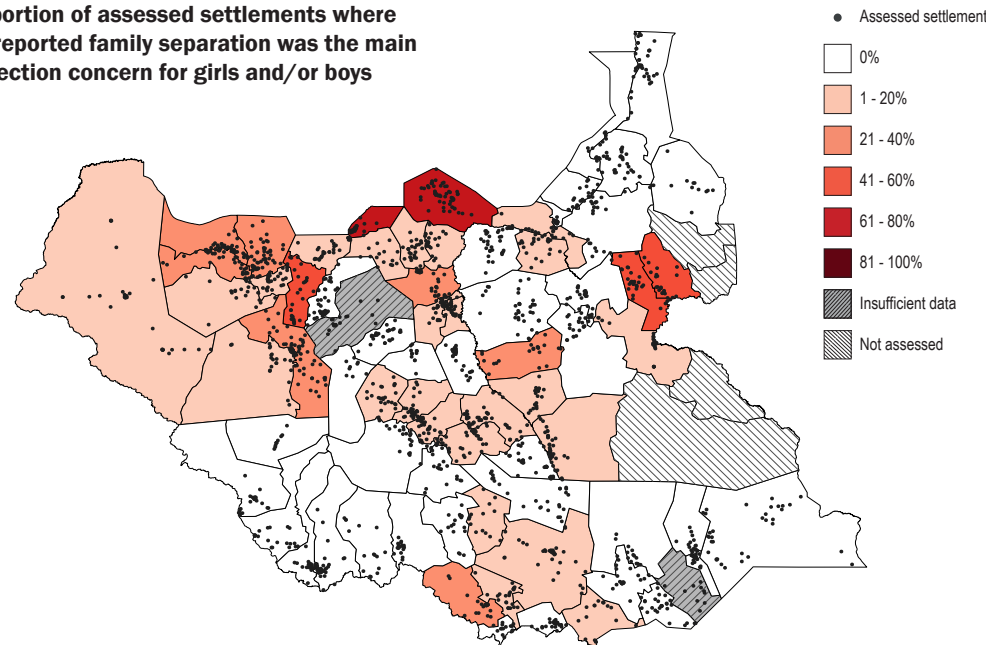 portion of assessed settlements where
reported family separation was the main
ection concern for girls and/or boys
Assessed settlement
0%
1 - 20%
21 - 40%
41 - 60%
61 - 80%
81 - 100%
Insufficient data
Not assessed